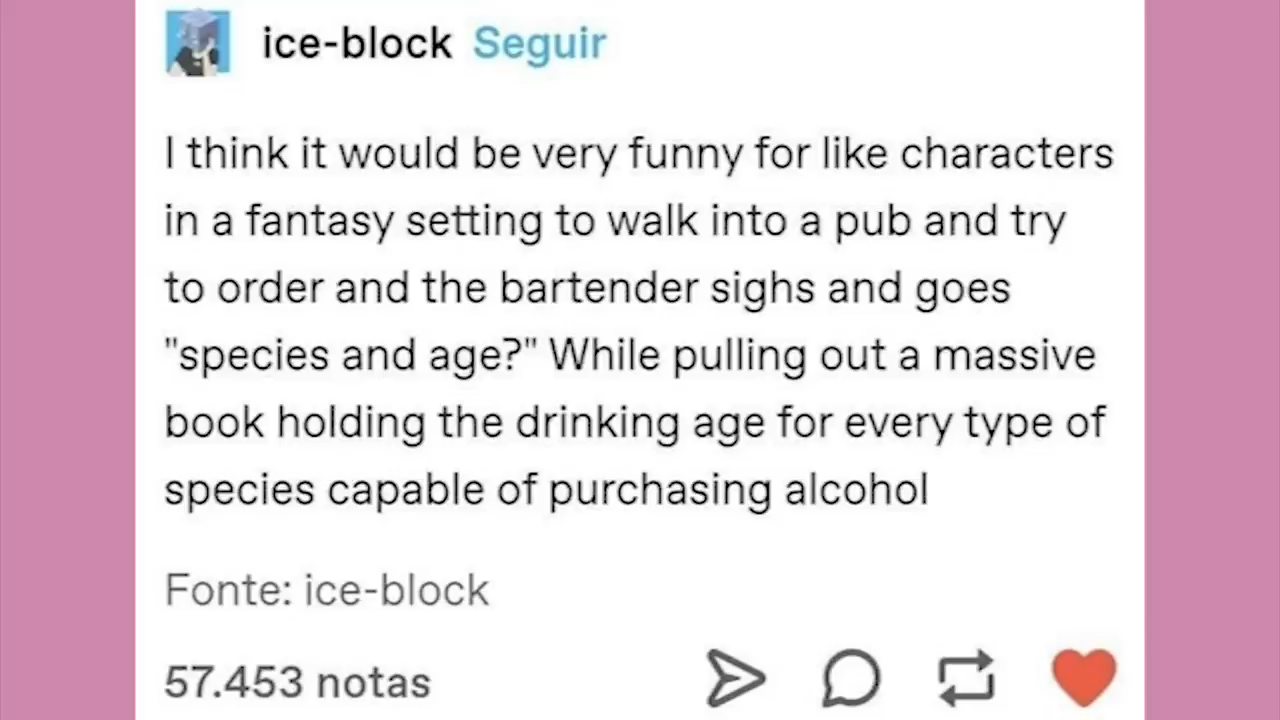 ice-block Seguir
I think it would be very funny for like characters
in a fantasy setting to walk into a pub and try
to order and the bartender sighs and goes
"species and age?" While pulling out a massive
book holding the drinking age for every type of
species capable of purchasing alcohol
Fonte: ice-block
57.453 notas